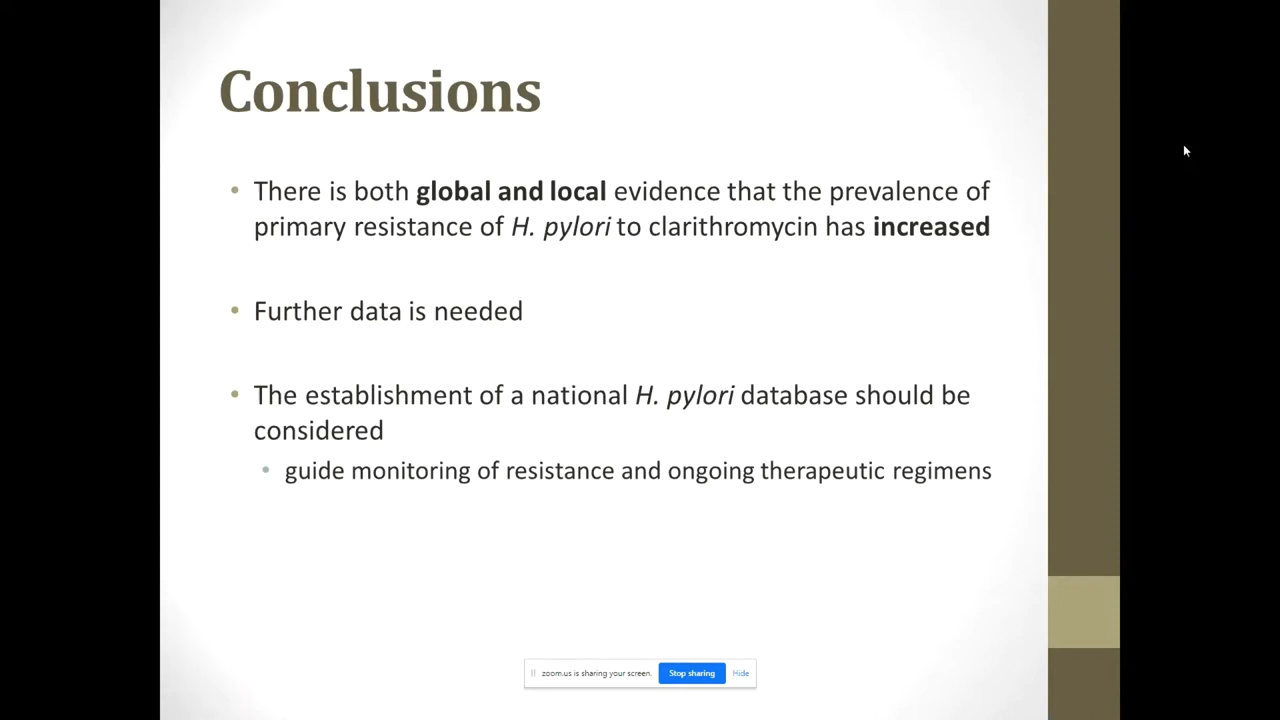 Conclusions
• There is both global and local evidence that the prevalence of
primary resistance of H. pylori to clarithromycin has increased
• Further data is needed
• The establishment of a national H. pylori database should be
considered
• guide monitoring of resistance and ongoing therapeutic regimens
zoom.us is sharing your screen. Stop sharing Hide